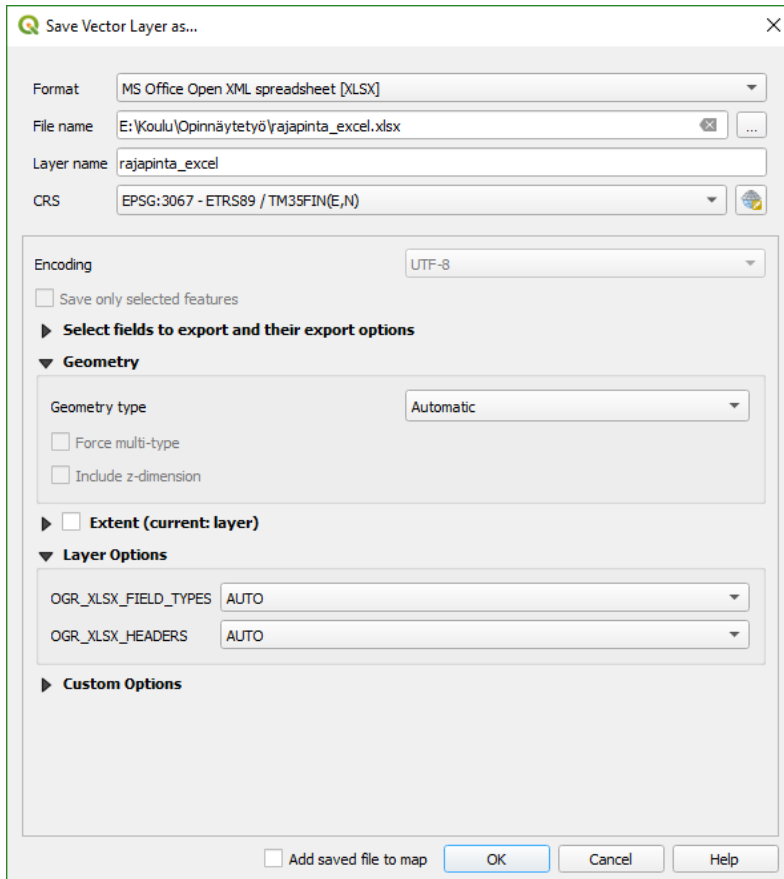 Save Vector Layer as...
Format MS Office Open XML spreadsheet [XLSX]
File name E:\Koulu\Opinnäytetyö\rajapinta_excel.xlsx ...
Layer name rajapinta_excel
CRS EPSG:3067 - ETRS89 / TM35FIN(E,N)
Encoding UTF-8
Save only selected features
Select fields to export and their export options
Geometry
Geometry type Automatic
Force multi-type
Include z-dimension
Extent (current: layer)
Layer Options
OGR_XLSX_FIELD_TYPES AUTO
OGR_XLSX_HEADERS AUTO
Custom Options
Add saved file to map OK Cancel Help